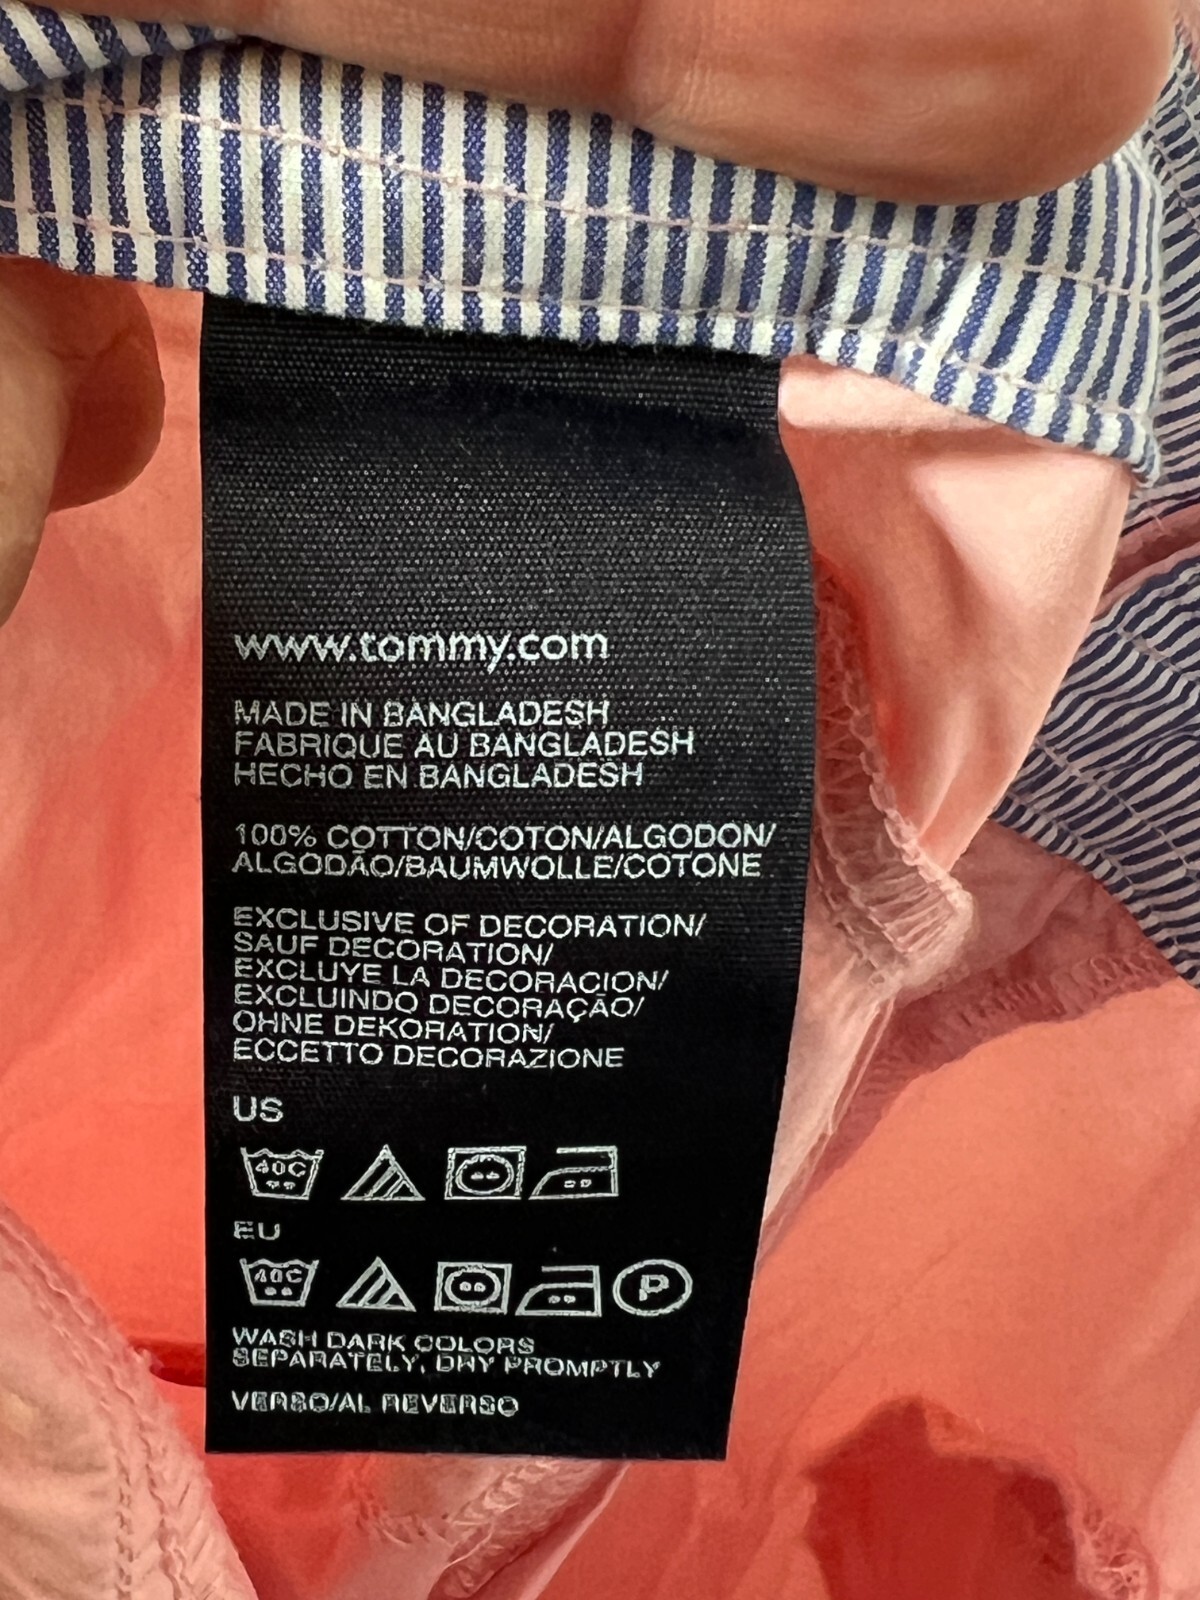 www.tommy.com
MADE IN BANGLADESH
FABRIQUE AU BANGLADESH
HECHO EN BANGLADESH
100% COTTON/COTON/ALGODON/
ALGODÃO/BAUMWOLLE/COTONE
EXCLUSIVE OF DECORATION/
SAUF DECORATION/
EXCLUYE LA DECORACION/
EXCLUINDO DECORAÇÃO/
OHNE DEKORATION/
ECCETTO DECORAZIONE
US
40C
EU
40C P
WASH DARK COLORS
SEPARATELY, DRY PROMPTLY
VERSO/AL REVERSO